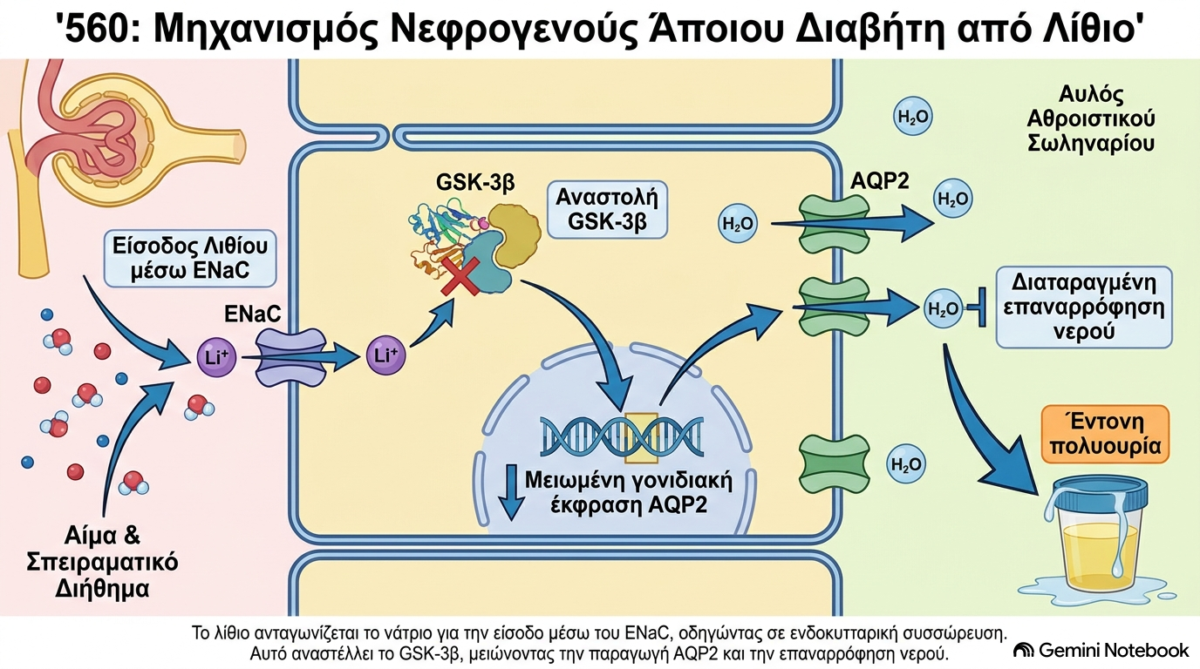 '560: Μηχανισμός Νεφρογενούς Άποιου Διαβήτη από Λίθιο'
Είσοδος Λιθίου
μέσω ENaC
ENaC
Li⁺
Li⁺
Αίμα &
Σπειραματικό
Διήθημα
GSK-3β
Αναστολή
GSK-3β
Μειωμένη γονιδιακή
έκφραση AQP2
H₂O
AQP2
H₂O
H₂O
H₂O
H₂O
Αυλός
Αθροιστικού
Σωληναρίου
Διαταραγμένη
επαναρρόφηση
νερού
Έντονη
πολυουρία
Το λίθιο ανταγωνίζεται το νάτριο για την είσοδο μέσω του ENaC, οδηγώντας σε ενδοκυτταρική συσσώρευση.
Αυτό αναστέλλει το GSK-3β, μειώνοντας την παραγωγή AQP2 και την επαναρρόφηση νερού.
Gemini Notebook